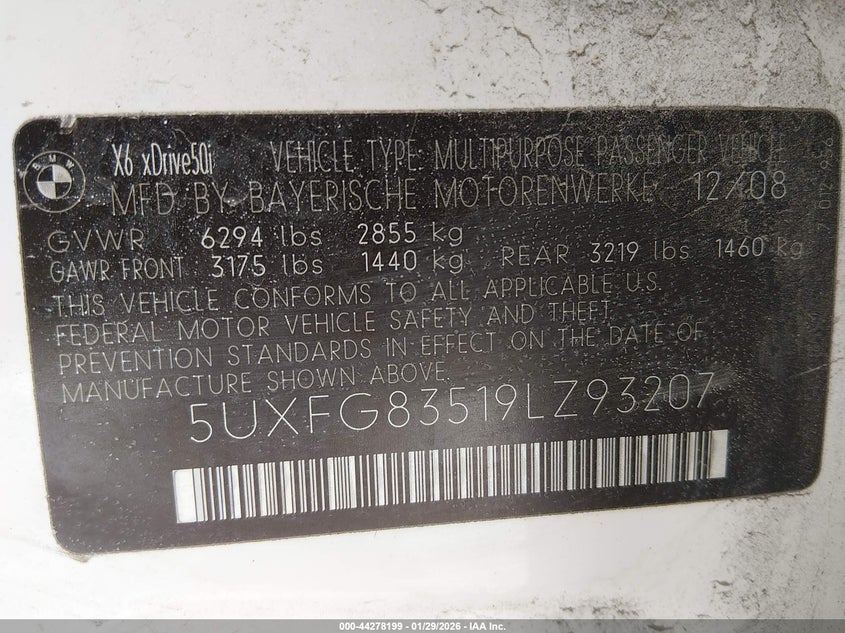 BMW
X6 xDrive50i VEHICLE TYPE: MULTIPURPOSE PASSENGER VEHICLE
MFD BY BAYERISCHE MOTORENWERKE 12/08
GVWR 6294 lbs 2855 kg
GAWR FRONT 3175 lbs 1440 kg REAR 3219 lbs 1460 kg
THIS VEHICLE CONFORMS TO ALL APPLICABLE U.S.
FEDERAL MOTOR VEHICLE SAFETY AND THEFT
PREVENTION STANDARDS IN EFFECT ON THE DATE OF
MANUFACTURE SHOWN ABOVE.
5UXFG83519LZ93207
000-44278199 - 01/29/2026 - IAA Inc.